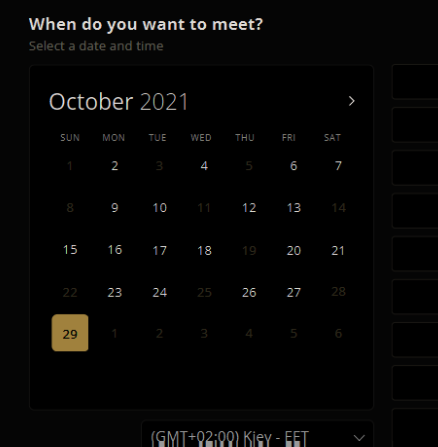 When do you want to meet?
Select a date and time
October 2021
SUN MON TUE WED THU FRI SAT
1 2 3 4 5 6 7
8 9 10 11 12 13 14
15 16 17 18 19 20 21
22 23 24 25 26 27 28
29 1 2 3 4 5 6
(GMT+02:00) Kiev - EET